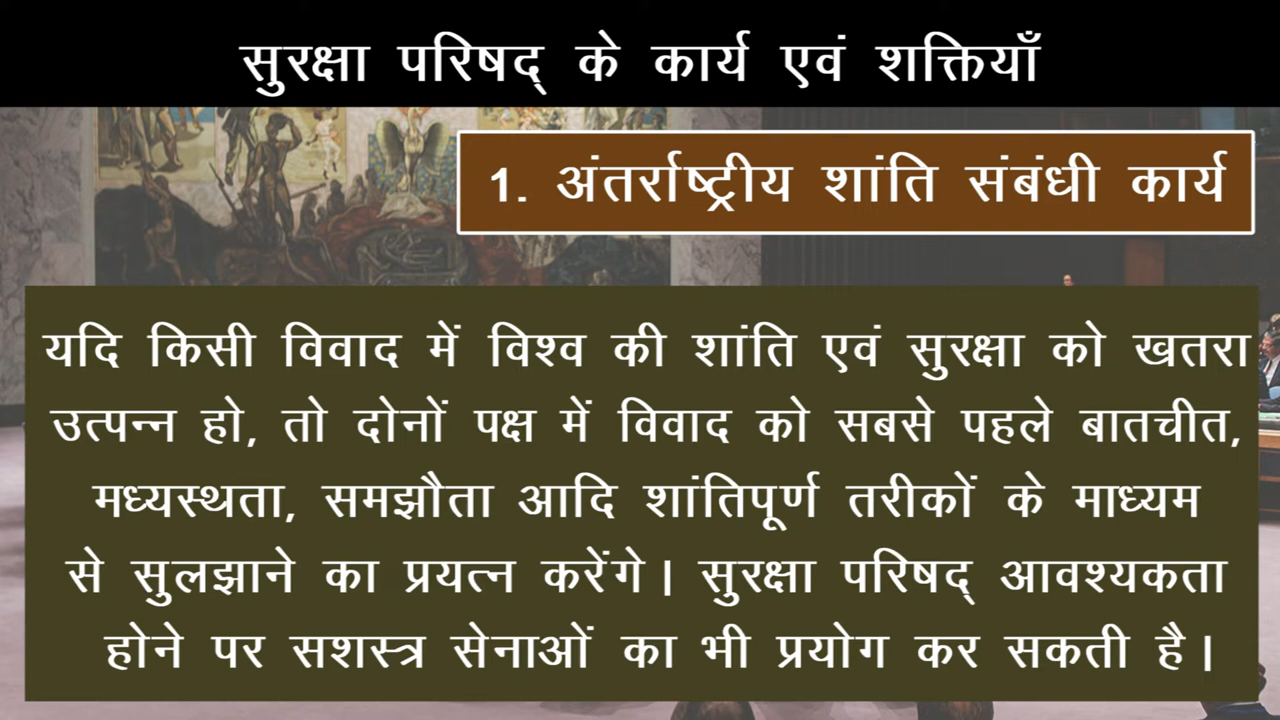 सुरक्षा परिषद् के कार्य एवं शक्तियाँ
1. अंतर्राष्ट्रीय शांति संबंधी कार्य
यदि किसी विवाद में विश्व की शांति एवं सुरक्षा को खतरा
उत्पन्न हो, तो दोनों पक्ष में विवाद को सबसे पहले बातचीत,
मध्यस्थता, समझौता आदि शांतिपूर्ण तरीकों के माध्यम
से सुलझाने का प्रयत्न करेंगे।  सुरक्षा परिषद् आवश्यकता
होने पर सशस्त्र सेनाओं का भी प्रयोग कर सकती है।